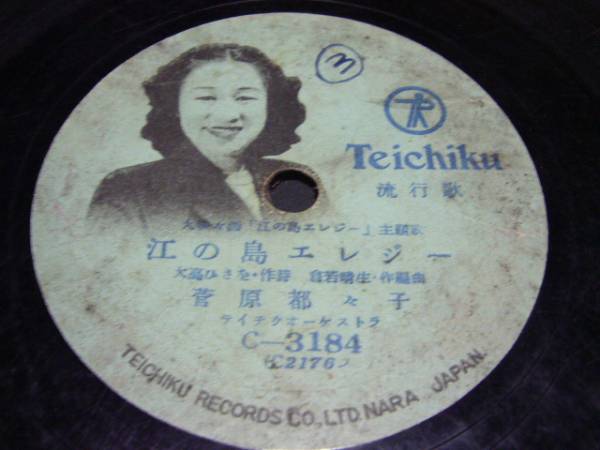 3
Teichiku
流行歌
大映々画「江の島エレジー」主題歌
江の島エレジー
大高ひさを・作詩 倉若晴生・作編曲
菅原都々子
テイチクオーケストラ
C—3184
(C2176)
TEICHIKU RECORDS CO., LTD. NARA JAPAN.